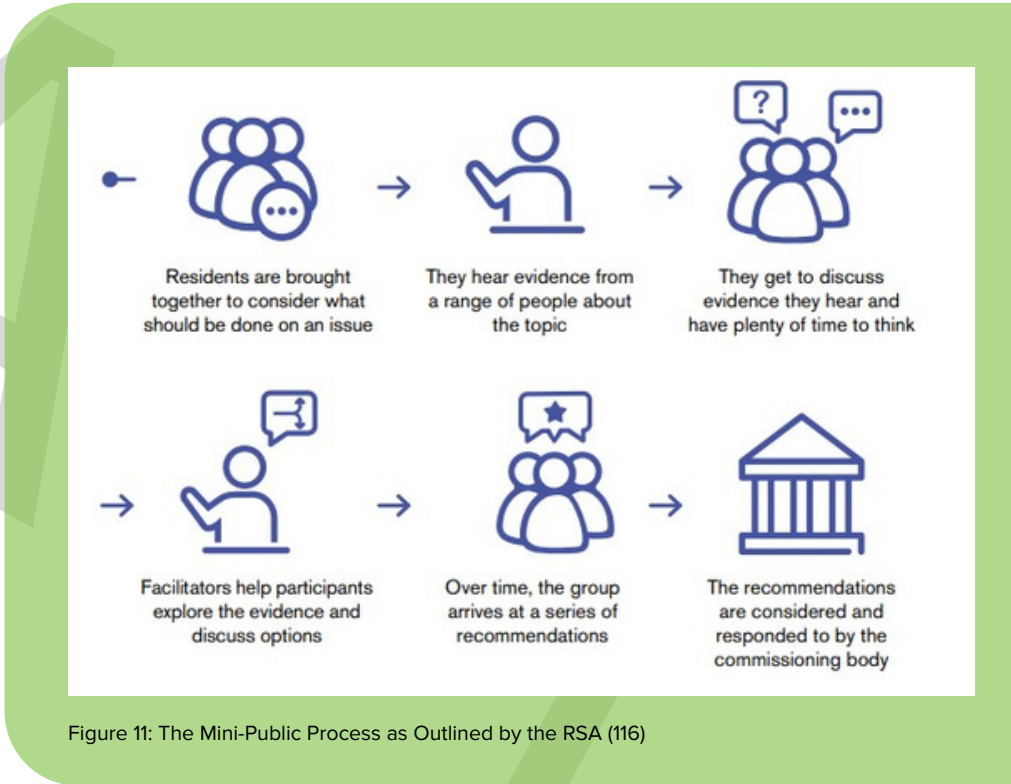 ?
Residents are brought
together to consider what
should be done on an issue
They hear evidence from
a range of people about
the topic
They get to discuss
evidence they hear and
have plenty of time to think
Facilitators help participants
explore the evidence and
discuss options
Over time, the group
arrives at a series of
recommendations
The recommendations
are considered and
responded to by the
commissioning body
Figure 11: The Mini-Public Process as Outlined by the RSA (116)